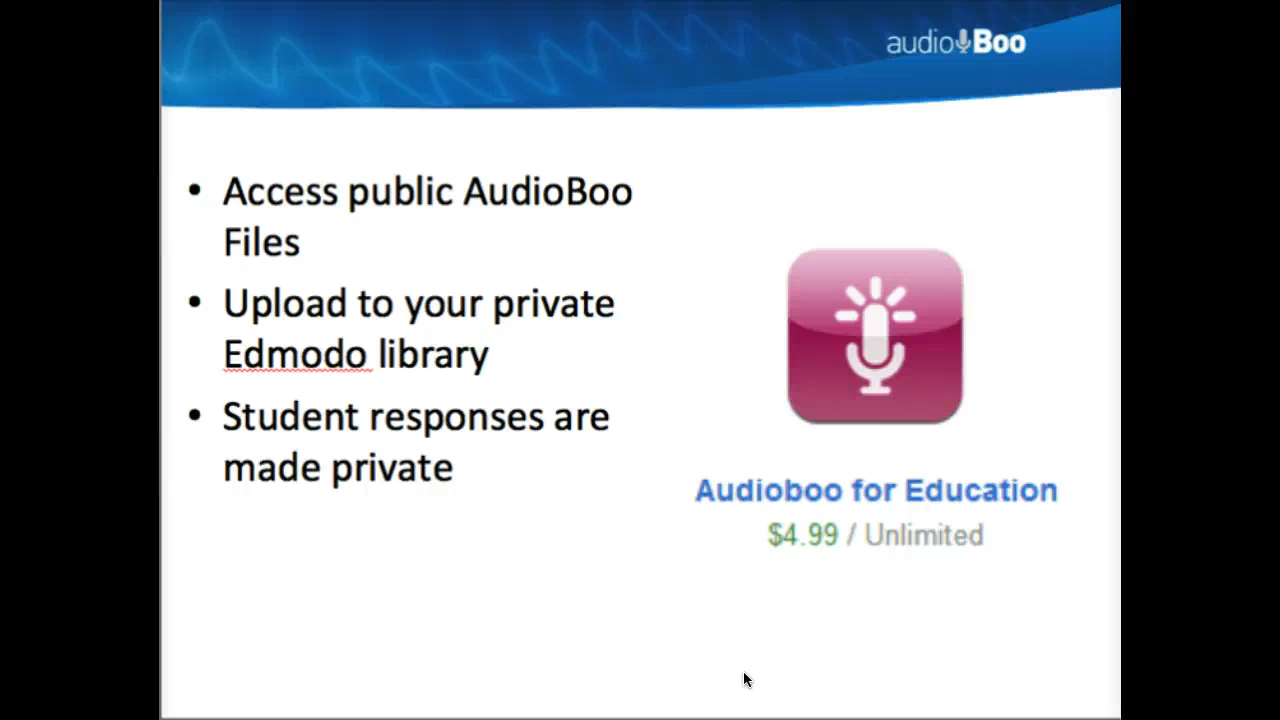 audioBoo
• Access public AudioBoo
Files
• Upload to your private
Edmodo library
• Student responses are
made private
Audioboo for Education
$4.99 / Unlimited